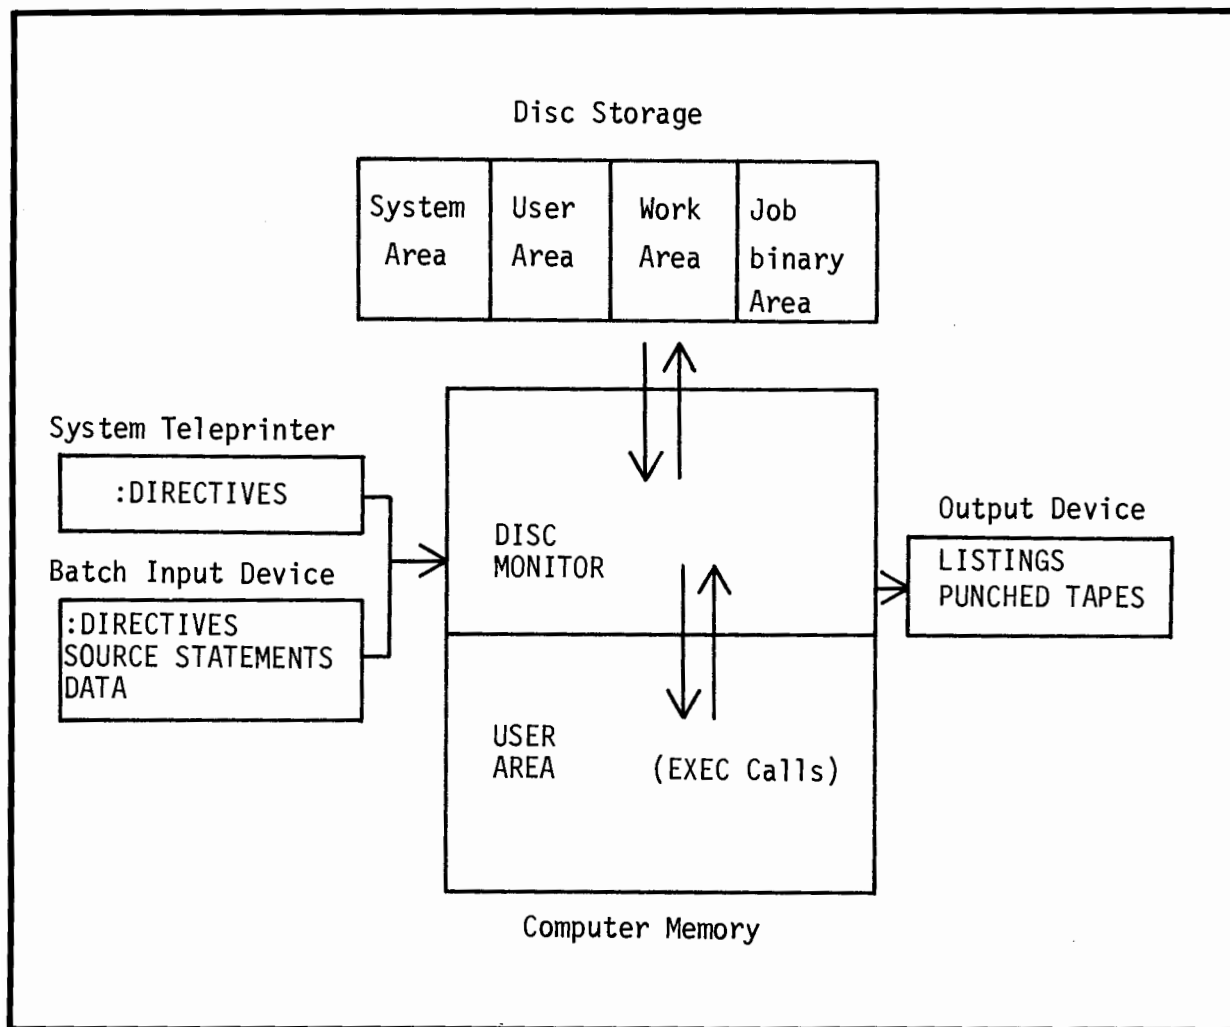 Disc Storage
System
Area
User
Area
Work
Area
Job
binary
Area
System Teleprinter
:DIRECTIVES
Batch Input Device
:DIRECTIVES
SOURCE STATEMENTS
DATA
DISC
MONITOR
USER
AREA
(EXEC Calls)
Computer Memory
Output Device
LISTINGS
PUNCHED TAPES